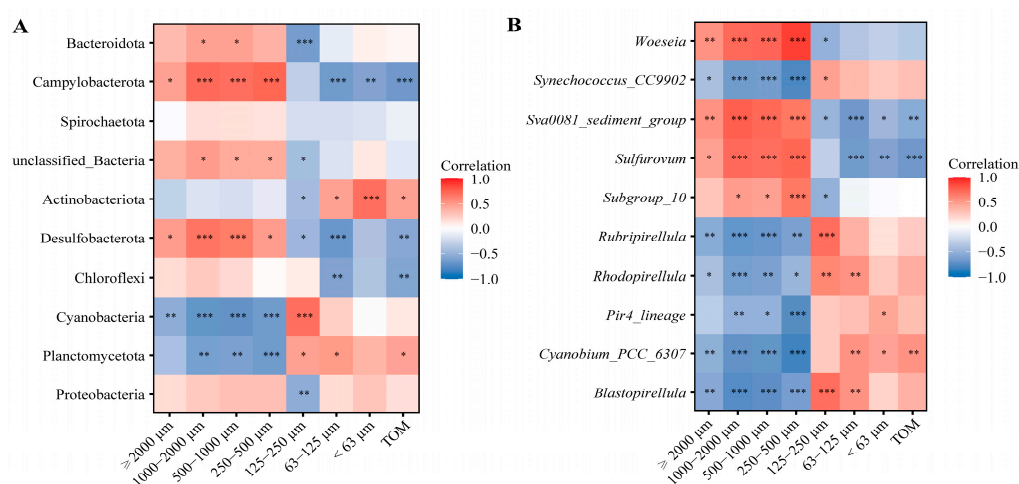 A
Bacteroidota * * ***
Campylobacterota * *** *** *** *** ** ***
Spirochaetota
unclassified_Bacteria * * * *
Actinobacteriota * * *** *
Desulfobacterota * *** *** * * *** **
Chloroflexi ** **
Cyanobacteria ** *** *** *** ***
Planctomycetota ** ** *** * * *
Proteobacteria **
⩾ 2000 μm
1000−2000 μm
500−1000 μm
250−500 μm
125−250 μm
63−125 μm
< 63 μm
TOM
Correlation
1.0
0.5
0.0
−0.5
−1.0
B
Woeseia ** *** *** *** *
Synechococcus_CC9902 * *** *** *** *
Sva0081_sediment_group ** *** *** *** * *** * **
Sulfurovum * *** *** *** *** ** ***
Subgroup_10 * * *** *
Rubripirellula ** *** *** ** ***
Rhodopirellula * *** ** * ** **
Pir4_lineage ** * *** *
Cyanobium_PCC_6307 ** *** *** *** ** * **
Blastopirellula ** *** *** *** *** **
⩾ 2000 μm
1000−2000 μm
500−1000 μm
250−500 μm
125−250 μm
63−125 μm
< 63 μm
TOM
Correlation
1.0
0.5
0.0
−0.5
−1.0